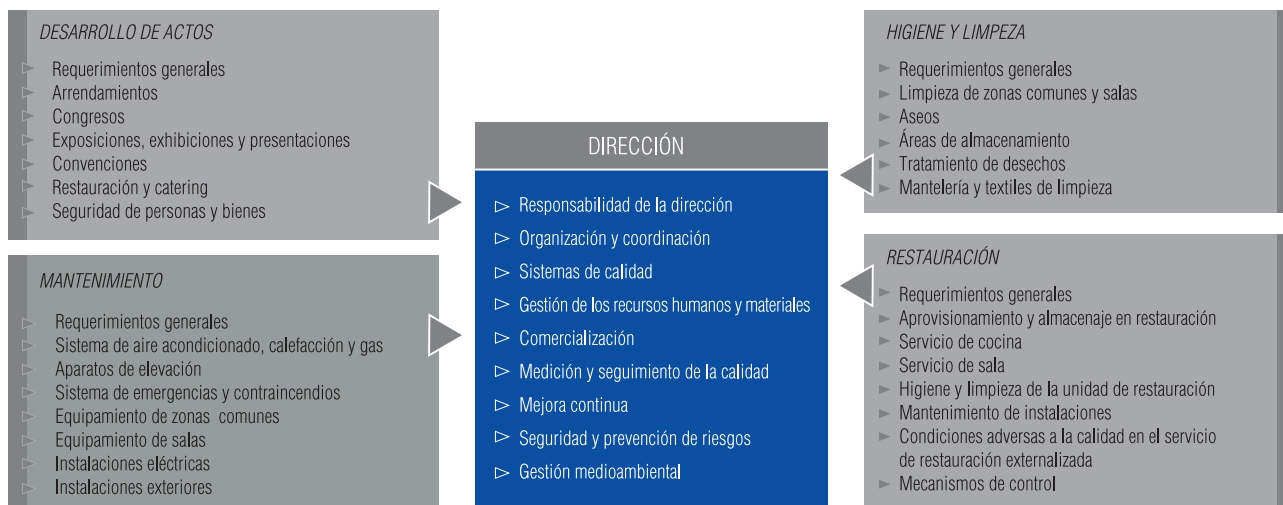 DESARROLLO DE ACTOS
Requerimientos generales
Arrendamientos
Congresos
Exposiciones, exhibiciones y presentaciones
Convenciones
Restauración y catering
Seguridad de personas y bienes
MANTENIMIENTO
Requerimientos generales
Sistema de aire acondicionado, calefacción y gas
Aparatos de elevación
Sistema de emergencias y contraincendios
Equipamiento de zonas comunes
Equipamiento de salas
Instalaciones eléctricas
Instalaciones exteriores
DIRECCIÓN
Responsabilidad de la dirección
Organización y coordinación
Sistemas de calidad
Gestión de los recursos humanos y materiales
Comercialización
Medición y seguimiento de la calidad
Mejora continua
Seguridad y prevención de riesgos
Gestión medioambiental
HIGIENE Y LIMPEZA
Requerimientos generales
Limpieza de zonas comunes y salas
Aseos
Áreas de almacenamiento
Tratamiento de desechos
Mantelería y textiles de limpieza
RESTAURACIÓN
Requerimientos generales
Aprovisionamiento y almacenaje en restauración
Servicio de cocina
Servicio de sala
Higiene y limpieza de la unidad de restauración
Mantenimiento de instalaciones
Condiciones adversas a la calidad en el servicio
de restauración externalizada
Mecanismos de control